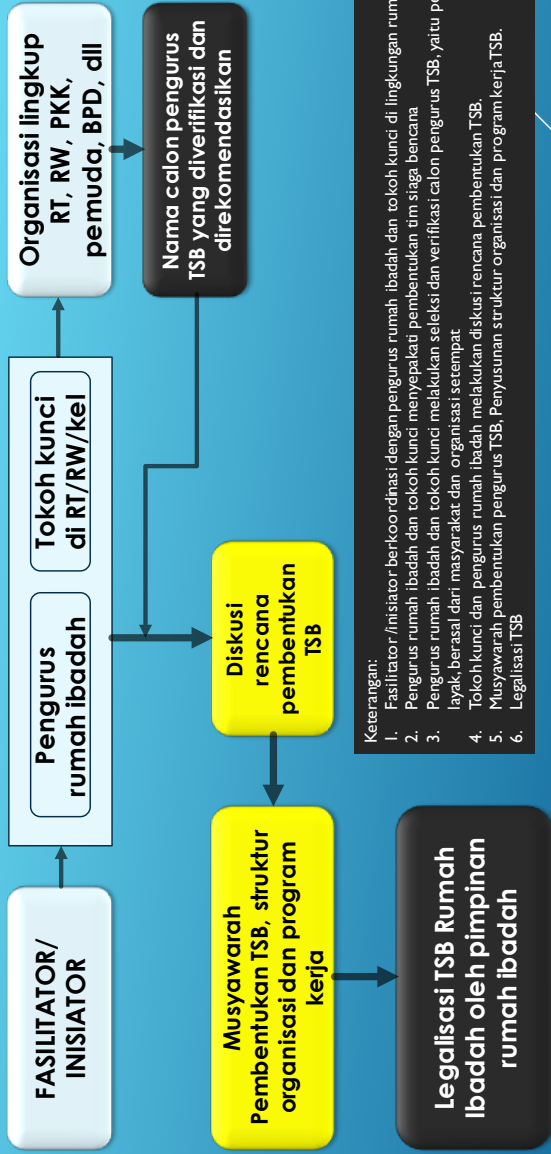 FASILITATOR/
INISIATOR
Pengurus
rumah ibadah
Tokoh kunci
di RT/RW/kel
Organisasi lingkup
RT, RW, PKK,
pemuda, BPD, dll
Nama calon pengurus
TSB yang diverifikasi dan
direkomendasikan
Diskusi
rencana
pembentukan
TSB
Musyawarah
Pembentukan TSB, struktur
organisasi dan program
kerja
Legalisasi TSB Rumah
Ibadah oleh pimpinan
rumah ibadah
Keterangan:
1. Fasilitator /inisiator berkoordinasi dengan pengurus rumah ibadah dan tokoh kunci di lingkungan
2. Pengurus rumah ibadah dan tokoh kunci menyepakati pembentukan tim siaga bencana
3. Pengurus rumah ibadah dan tokoh kunci melakukan seleksi dan verifikasi calon pengurus TSB, yaitu
layak, berasal dari masyarakat dan organisasi setempat
4. Tokoh kunci dan pengurus rumah ibadah melakukan diskusi rencana pembentukan TSB.
5. Musyawarah pembentukan pengurus TSB, Penyusunan struktur organisasi dan program kerja TSB.
6. Legalisasi TSB